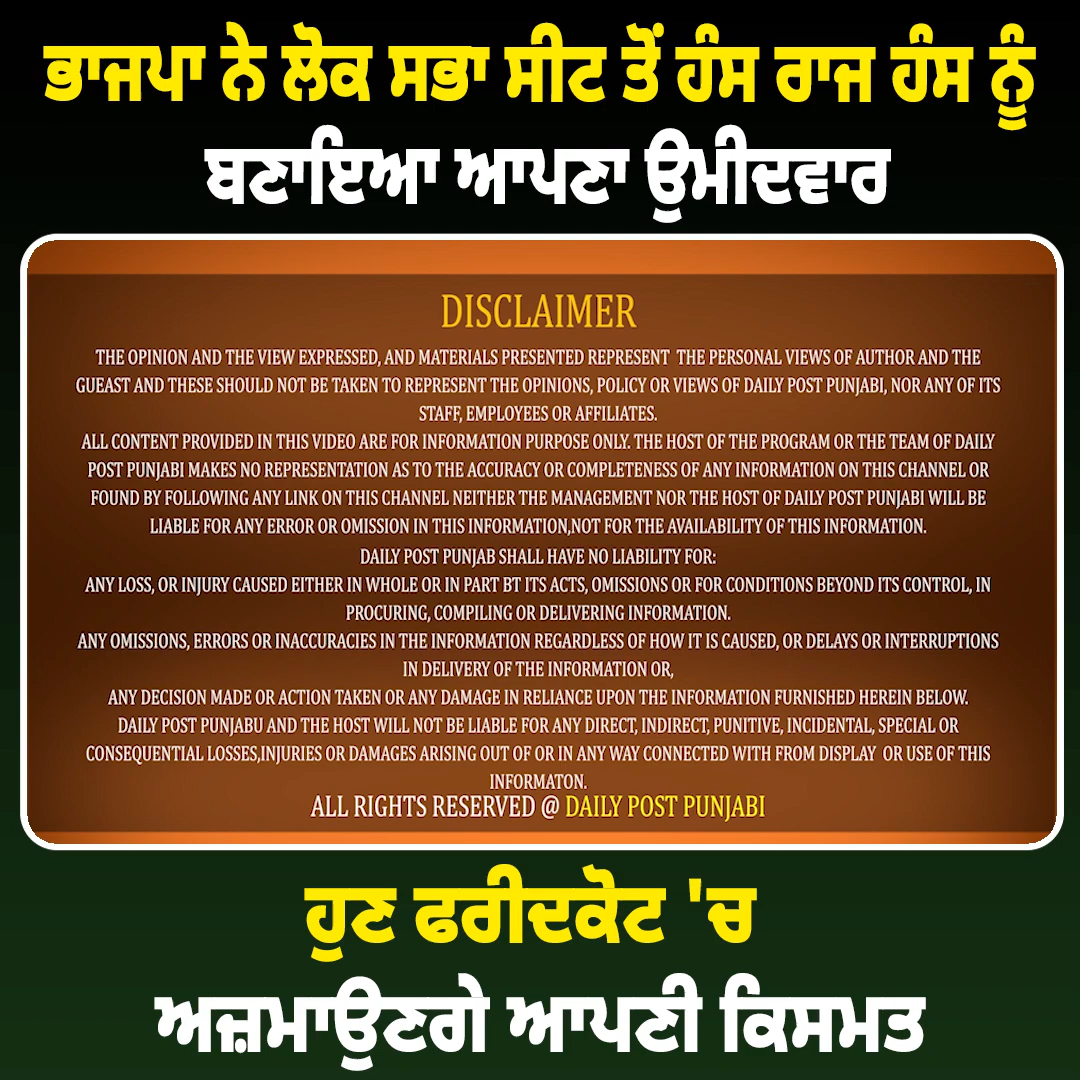 ਭਾਜਪਾ ਨੇ ਲੋਕ ਸਭਾ ਸੀਟ ਤੋਂ ਹੰਸ ਰਾਜ ਹੰਸ ਨੂੰ
ਬਣਾਇਆ ਆਪਣਾ ਉਮੀਦਵਾਰ
DISCLAIMER
THE OPINION AND THE VIEW EXPRESSED, AND MATERIALS PRESENTED REPRESENT THE PERSONAL VIEWS OF AUTHOR AND THE
GUEAST AND THESE SHOULD NOT BE TAKEN TO REPRESENT THE OPINIONS, POLICY OR VIEWS OF DAILY POST PUNJABI, NOR ANY OF ITS
STAFF, EMPLOYEES OR AFFILIATES.
ALL CONTENT PROVIDED IN THIS VIDEO ARE FOR INFORMATION PURPOSE ONLY. THE HOST OF THE PROGRAM OR THE TEAM OF DAILY
POST PUNJABI MAKES NO REPRESENTATION AS TO THE ACCURACY OR COMPLETENESS OF ANY INFORMATION ON THIS CHANNEL OR
FOUND BY FOLLOWING ANY LINK ON THIS CHANNEL NEITHER THE MANAGEMENT NOR THE HOST OF DAILY POST PUNJABI WILL BE
LIABLE FOR ANY ERROR OR OMISSION IN THIS INFORMATION,NOT FOR THE AVAILABILITY OF THIS INFORMATION.
DAILY POST PUNJAB SHALL HAVE NO LIABILITY FOR:
ANY LOSS, OR INJURY CAUSED EITHER IN WHOLE OR IN PART BT ITS ACTS, OMISSIONS OR FOR CONDITIONS BEYOND ITS CONTROL, IN
PROCURING, COMPILING OR DELIVERING INFORMATION.
ANY OMISSIONS, ERRORS OR INACCURACIES IN THE INFORMATION REGARDLESS OF HOW IT IS CAUSED, OR DELAYS OR INTERRUPTIONS
IN DELIVERY OF THE INFORMATION OR,
ANY DECISION MADE OR ACTION TAKEN OR ANY DAMAGE IN RELIANCE UPON THE INFORMATION FURNISHED HEREIN BELOW.
DAILY POST PUNJABU AND THE HOST WILL NOT BE LIABLE FOR ANY DIRECT, INDIRECT, PUNITIVE, INCIDENTAL, SPECIAL OR
CONSEQUENTIAL LOSSES,INJURIES OR DAMAGES ARISING OUT OF OR IN ANY WAY CONNECTED WITH FROM DISPLAY OR USE OF THIS
INFORMATON.
ALL RIGHTS RESERVED @ DAILY POST PUNJABI
ਹੁਣ ਫਰੀਦਕੋਟ 'ਚ
ਅਜ਼ਮਾਉਣਗੇ ਆਪਣੀ ਕਿਸਮਤ